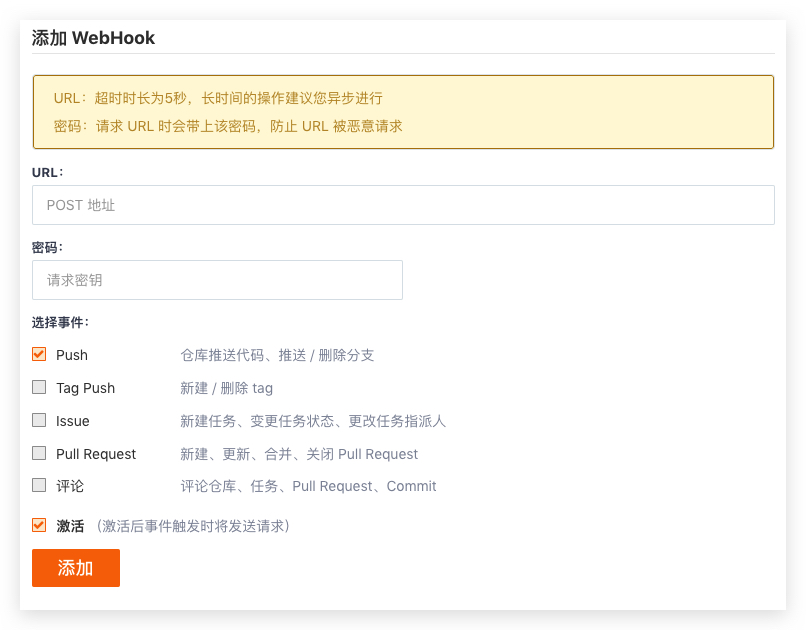 添加 WebHook
URL：超时时长为5秒，长时间的操作建议您异步进行
密码：请求 URL 时会带上该密码，防止 URL 被恶意请求
URL：
POST 地址
密码：
请求密钥
选择事件：
Push 仓库推送代码、推送 / 删除分支
Tag Push 新建 / 删除 tag
Issue 新建任务、变更任务状态、更改任务指派人
Pull Request 新建、更新、合并、关闭 Pull Request
评论 评论仓库、任务、Pull Request、Commit
激活 （激活后事件触发时将发送请求）
添加